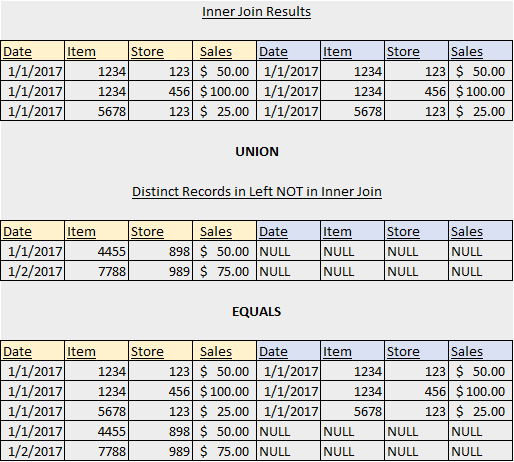 Inner Join Results
Date Item Store Sales Date Item Store Sales
1/1/2017 1234 123 $ 50.00 1/1/2017 1234 123 $ 50.00
1/1/2017 1234 456 $100.00 1/1/2017 1234 456 $100.00
1/1/2017 5678 123 $ 25.00 1/1/2017 5678 123 $ 25.00
UNION
Distinct Records in Left NOT in Inner Join
Date Item Store Sales Date Item Store Sales
1/1/2017 4455 898 $ 50.00 NULL NULL NULL NULL
1/2/2017 7788 989 $ 75.00 NULL NULL NULL NULL
EQUALS
Date Item Store Sales Date Item Store Sales
1/1/2017 1234 123 $ 50.00 1/1/2017 1234 123 $ 50.00
1/1/2017 1234 456 $100.00 1/1/2017 1234 456 $100.00
1/1/2017 5678 123 $ 25.00 1/1/2017 5678 123 $ 25.00
1/1/2017 4455 898 $ 50.00 NULL NULL NULL NULL
1/2/2017 7788 989 $ 75.00 NULL NULL NULL NULL